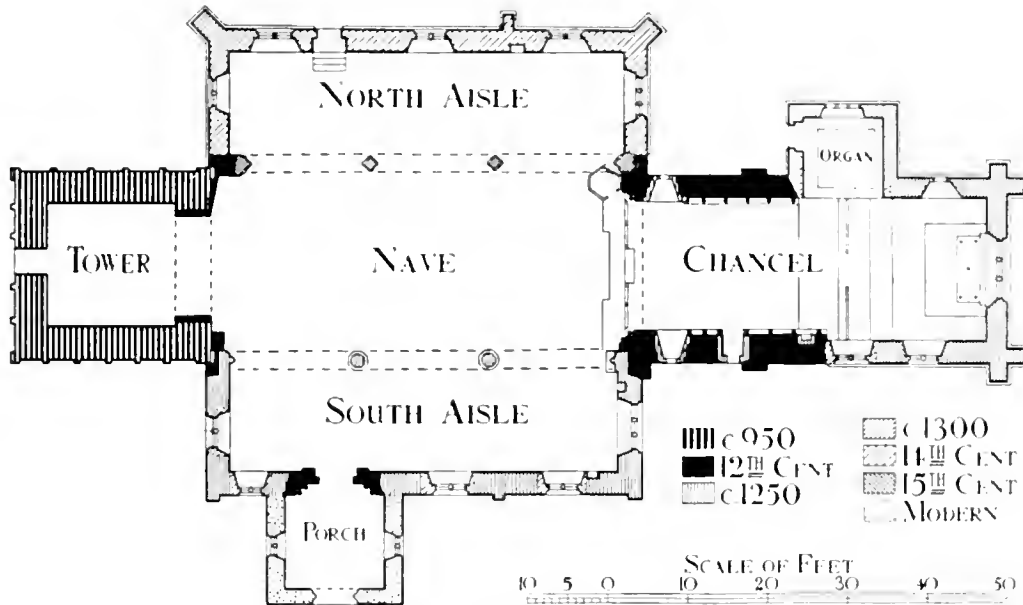 NORTH AISLE
ORGAN
TOWER
NAVE
CHANCEL
SOUTH AISLE
PORCH
c 950
12TH CENT
c.1250
c 1300
14TH CENT
15TH CENT
MODERN
SCALE OF FEET
10 5 0 10 20 30 40 50